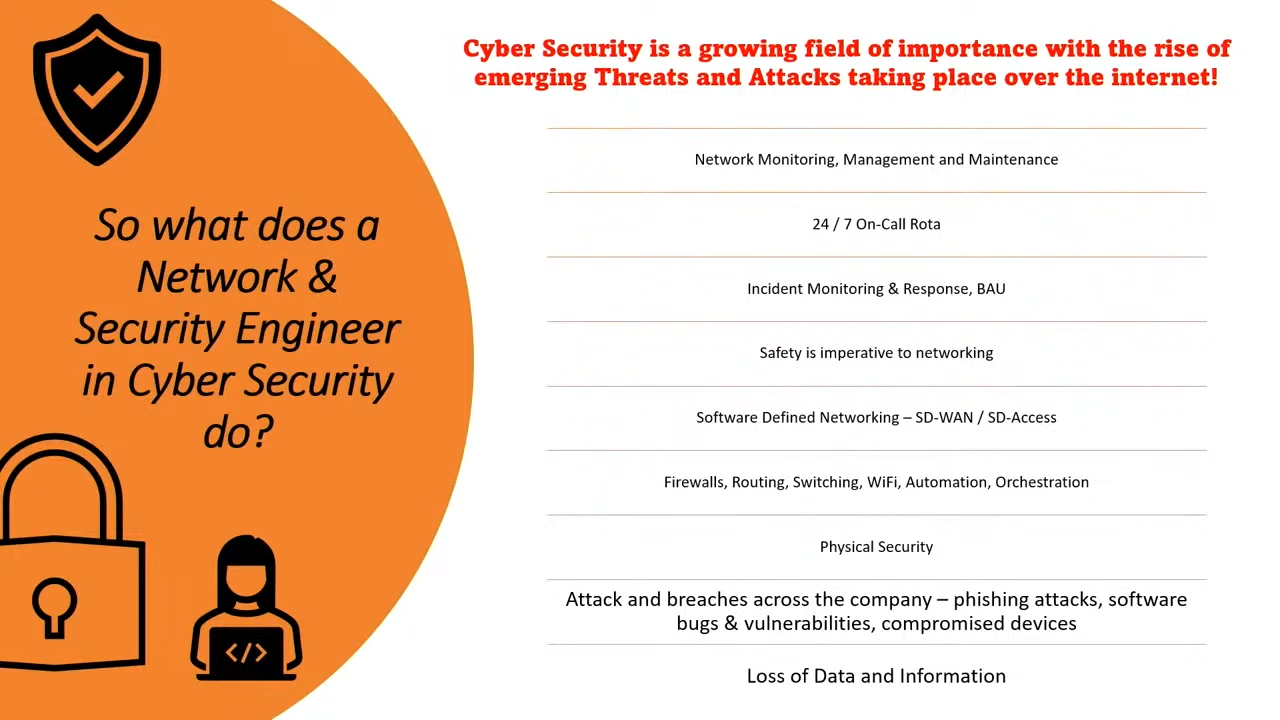 Cyber Security is a growing field of importance with the rise of
emerging Threats and Attacks taking place over the internet!
So what does a
Network &
Security Engineer
in Cyber Security
do?
</>
Network Monitoring, Management and Maintenance
24 / 7 On-Call Rota
Incident Monitoring & Response, BAU
Safety is imperative to networking
Software Defined Networking – SD-WAN / SD-Access
Firewalls, Routing, Switching, WiFi, Automation, Orchestration
Physical Security
Attack and breaches across the company – phishing attacks, software
bugs & vulnerabilities, compromised devices
Loss of Data and Information